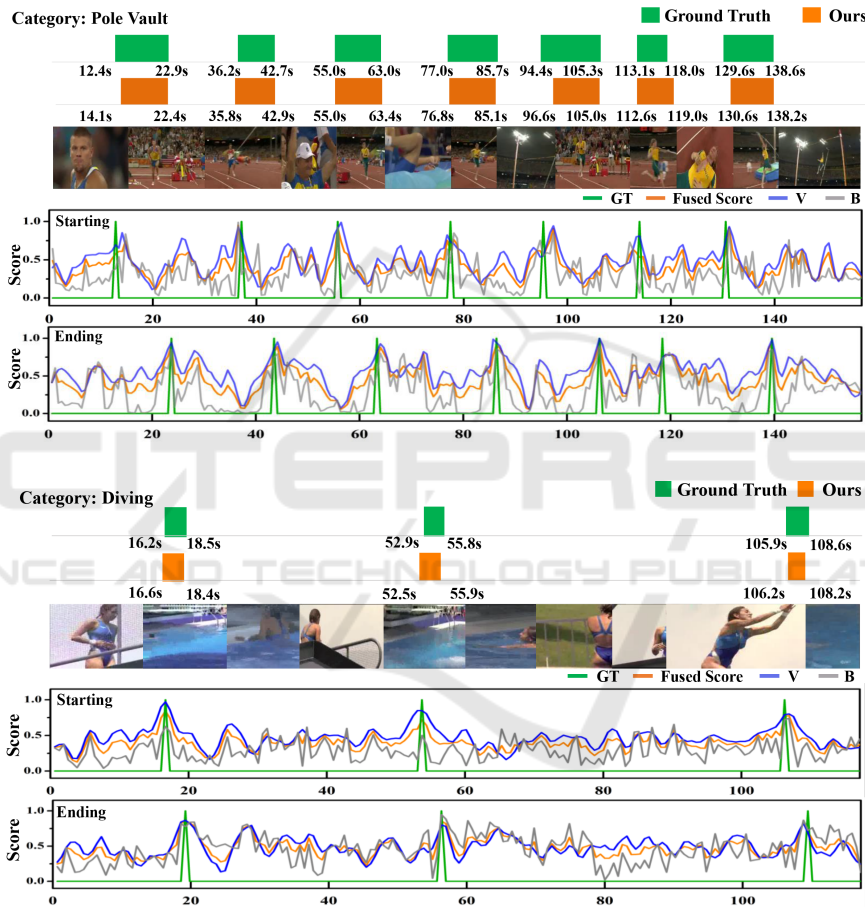 Category: Pole Vault
Ground Truth Ours
12.4s 22.9s 36.2s 42.7s 55.0s 63.0s 77.0s 85.7s 94.4s 105.3s 113.1s 118.0s 129.6s 138.6s
14.1s 22.4s 35.8s 42.9s 55.0s 63.4s 76.8s 85.1s 96.6s 105.0s 112.6s 119.0s 130.6s 138.2s
GT Fused Score V B
Starting
Score
1.0
0.5
0.0
0 20 40 60 80 100 120 140
Ending
Score
1.0
0.5
0.0
0 20 40 60 80 100 120 140
CITEPRES
Category: Diving
Ground Truth Ours
16.2s 18.5s 52.9s 55.8s 105.9s 108.6s
NCE AND TECHNOLOGY PUBLICAT
16.6s 18.4s 52.5s 55.9s 106.2s 108.2s
GT Fused Score V B
Starting
Score
1.0
0.5
0.0
0 20 40 60 80 100
Ending
Score
1.0
0.5
0.0
0 20 40 60 80 100